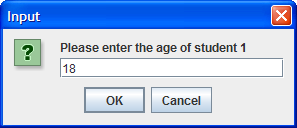 Input
?
Please enter the age of student 1
18
OK Cancel